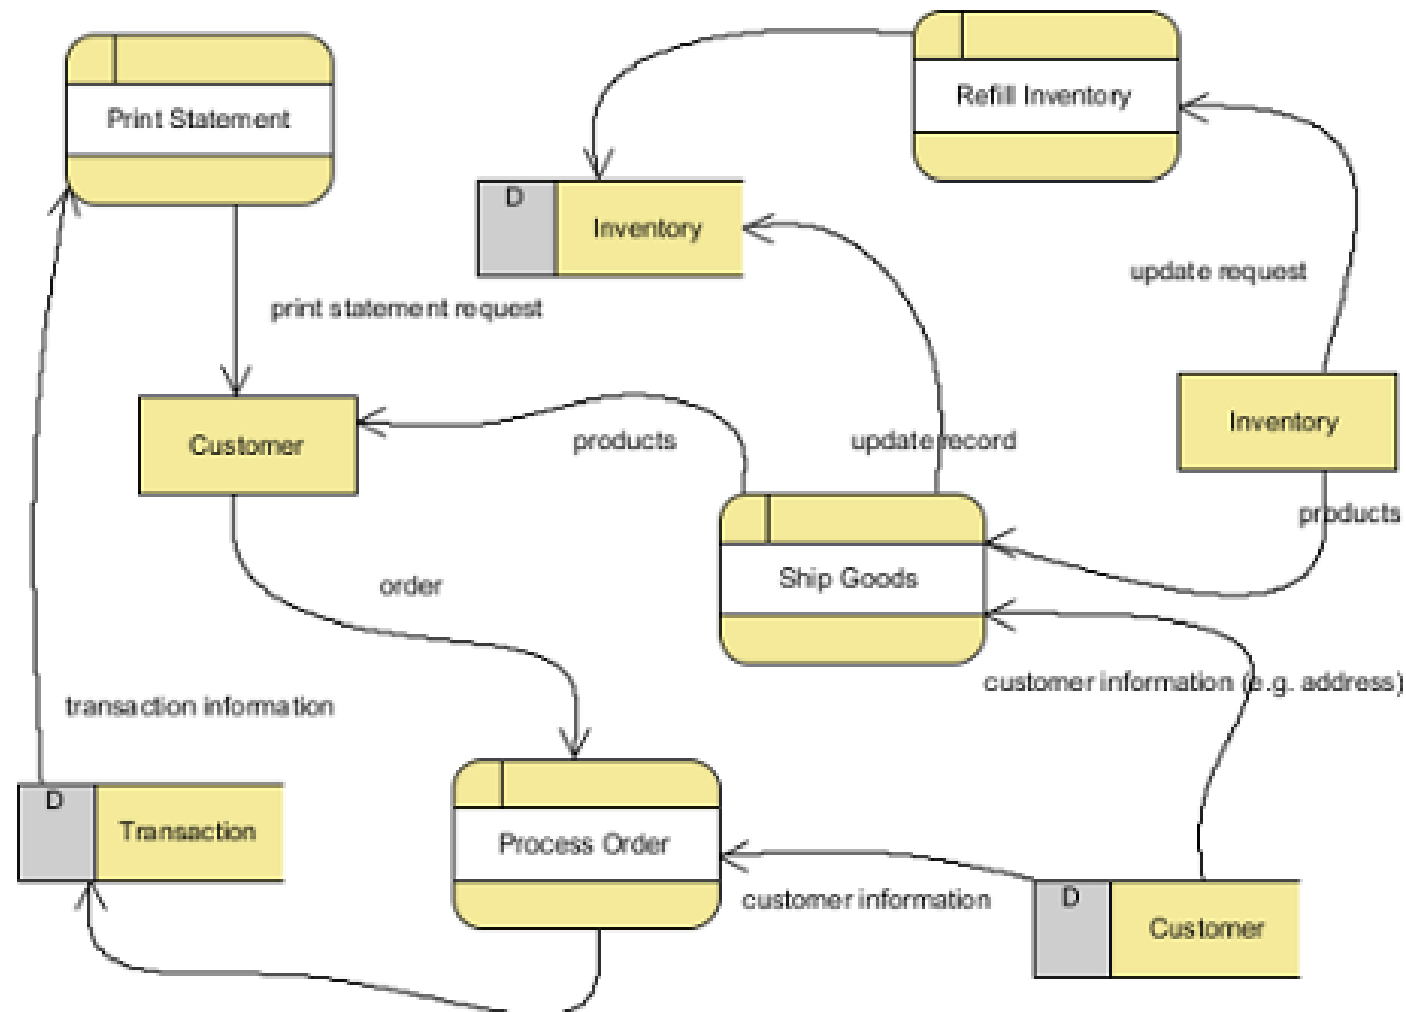 Refill Inventory
Print Statement
D
Inventory
update request
print statement request
Customer
products
update record
Inventory
products
Ship Goods
order
customer information (e.g. address)
transaction information
D
Transaction
Process Order
customer information
D
Customer